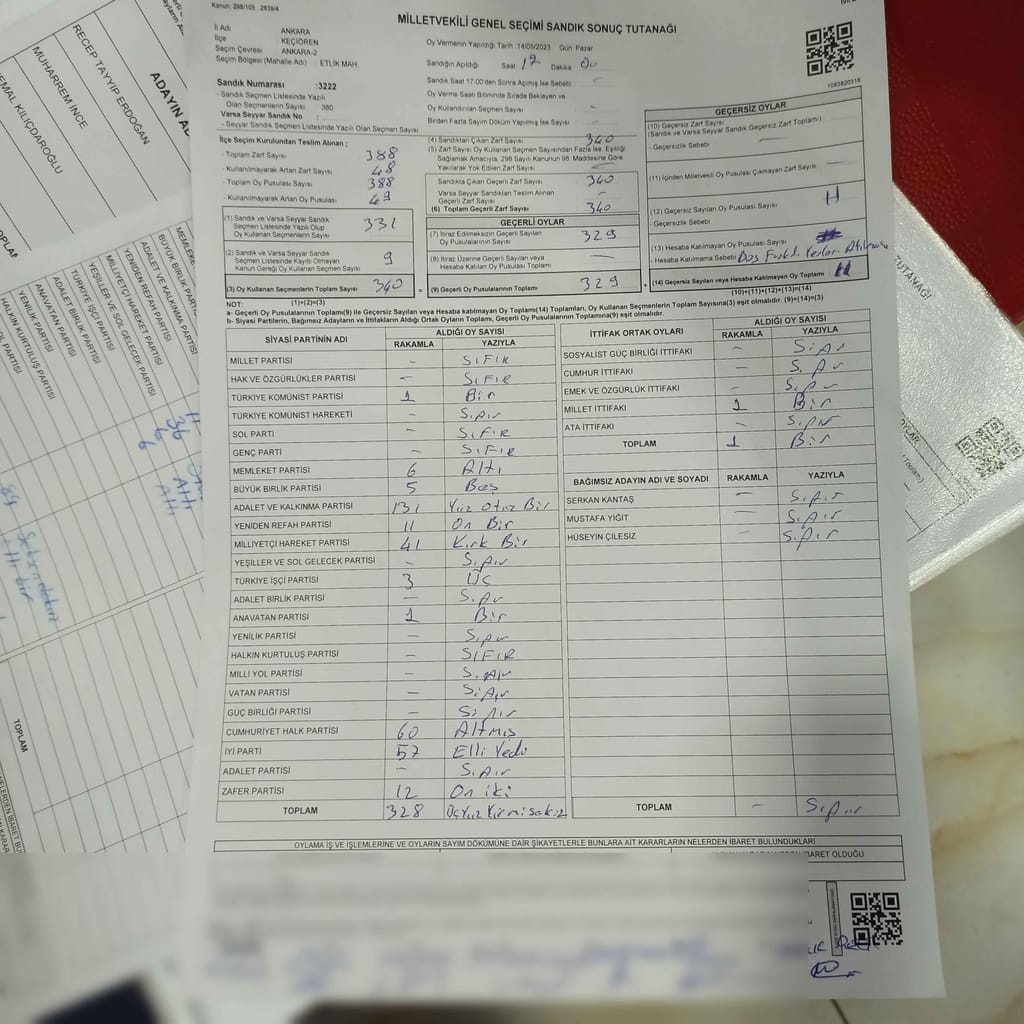 Kanun: 298/105 . 2839/4
MİLLETVEKİLİ GENEL SEÇİMİ SANDIK SONUÇ TUTANAĞI
İl Adı ANKARA
İlçe KEÇİÖREN
Seçim Çevresi ANKARA-2
Seçim Bölgesi (Mahalle Adı) ETLİK MAH
Oy Vermenin Yapıldığı Tarih :14/05/2023 Gün Pazar
Sandığın Açıldığı Saat 17 Dakika 00
Sandık Saat 17:00'den Sonra Açılmış İse Sebebi –
Oy Verme Saati Bitiminde Sırada Bekleyen ve
Oy Kullandırılan Seçmen Sayısı –
Birden Fazla Sayım Döküm Yapılmış İse Sayısı –
1083820318
Sandık Numarası :3222
- Sandık Seçmen Listesinde Yazılı
Olan Seçmenlerin Sayısı 380
Varsa Seyyar Sandık No
- Seyyar Sandık Seçmen Listesinde Yazılı Olan Seçmen Sayısı
İlçe Seçim Kurulundan Teslim Alınan ;
- Toplam Zarf Sayısı 388
- Kullanılmayarak Artan Zarf Sayısı 48
- Toplam Oy Pusulası Sayısı 388
- Kullanılmayarak Artan Oy Pusulası 49
(1) Sandık ve Varsa Seyyar Sandık
Seçmen Listesinde Yazılı Olup
Oy Kullanan Seçmenlerin Sayısı 331
(2) Sandık ve Varsa Seyyar Sandık
Seçmen Listesinde Kayıtlı Olmayan
Kanun Gereği Oy Kullanan Seçmen Sayısı 9
(3) Oy Kullanan Seçmenlerin Toplam Sayısı 340
(1)+(2)=(3)
(4) Sandıktan Çıkan Zarf Sayısı 340
(5) Zarf Sayısı Oy Kullanan Seçmen Sayısından Fazla İse, Eşitliği
Sağlamak Amacıyla, 298 Sayılı Kanunun 98. Maddesine Göre
Yakılarak Yok Edilen Zarf Sayısı –
Sandıkta Çıkan Geçerli Zarf Sayısı 340
Varsa Seyyar Sandıktan Teslim Alınan
Geçerli Zarf Sayısı –
(6) Toplam Geçerli Zarf Sayısı 340
GEÇERLİ OYLAR
(7) İtiraz Edilmeksizin Geçerli Sayılan
Oy Pusulalarının Sayısı 329
(8) İtiraz Üzerine Geçerli Sayılan veya
Hesaba Katılan Oy Pusulası Toplamı –
= (9) Geçerli Oy Pusulalarının Toplamı 329 +
GEÇERSİZ OYLAR
(10) Geçersiz Zarf Sayısı
(Sandık ve Varsa Seyyar Sandık Geçersiz Zarf Toplamı) –
- Geçersizlik Sebebi
(11) İçinden Milletvekili Oy Pusulası Çıkmayan Zarf Sayısı –
(12) Geçersiz Sayılan Oy Pusulası Sayısı 11
- Geçersizlik Sebebi
(13) Hesaba Katılmayan Oy Pusulası Sayısı
- Hesaba Katılmama Sebebi
(14) Geçersiz Sayılan veya Hesaba Katılmayan Oy Toplamı 11
(10)+(11)+(12)+(13)=(14)
NOT:
a- Geçerli Oy Pusulalarının Toplamı(9) ile Geçersiz Sayılan veya Hesaba katılmayan Oy Toplamı(14) Toplamları, Oy Kullanan Seçmenlerin Toplam Sayısına(3) eşit olmalıdır. (9)+(14)=(3)
b- Siyasi Partilerin, Bağımsız Adayların ve İttifakların Aldığı Ortak Oyların Toplamı, Geçerli Oy Pusulalarının Toplamına(9) eşit olmalıdır.
SİYASİ PARTİNİN ADI ALDIĞI OY SAYISI
RAKAMLA YAZIYLA
MİLLET PARTİSİ – SIFIR
HAK VE ÖZGÜRLÜKLER PARTİSİ – SIFIR
TÜRKİYE KOMÜNİST PARTİSİ 1 Bir
TÜRKİYE KOMÜNİST HAREKETİ – Sıfır
SOL PARTİ – SIFIR
GENÇ PARTİ – SIFIR
MEMLEKET PARTİSİ 6 Altı
BÜYÜK BİRLİK PARTİSİ 5 Beş
ADALET VE KALKINMA PARTİSİ 131 Yüz Otuz Bir
YENİDEN REFAH PARTİSİ 11 On Bir
MİLLİYETÇİ HAREKET PARTİSİ 41 Kırk Bir
YEŞİLLER VE SOL GELECEK PARTİSİ – Sıfır
TÜRKİYE İŞÇİ PARTİSİ 3 Üç
ADALET BİRLİK PARTİSİ – Sıfır
ANAVATAN PARTİSİ 1 Bir
YENİLİK PARTİSİ – Sıfır
HALKIN KURTULUŞ PARTİSİ – SIFIR
MİLLİ YOL PARTİSİ – Sıfır
VATAN PARTİSİ – Sıfır
GÜÇ BİRLİĞİ PARTİSİ – Sıfır
CUMHURİYET HALK PARTİSİ 60 Altmış
İYİ PARTİ 57 Elli Yedi
ADALET PARTİSİ – Sıfır
ZAFER PARTİSİ 12 On iki
TOPLAM 328 Üçyüz Yirmisekiz
İTTİFAK ORTAK OYLARI ALDIĞI OY SAYISI
RAKAMLA YAZIYLA
SOSYALİST GÜÇ BİRLİĞİ İTTİFAKI – Sıfır
CUMHUR İTTİFAKI – Sıfır
EMEK VE ÖZGÜRLÜK İTTİFAKI – Sıfır
MİLLET İTTİFAKI 1 Bir
ATA İTTİFAKI – Sıfır
TOPLAM 1 Bir
BAĞIMSIZ ADAYIN ADI VE SOYADI RAKAMLA YAZIYLA
SERKAN KANTAŞ – Sıfır
MUSTAFA YİĞİT – Sıfır
HÜSEYİN ÇİLESİZ – Sıfır
TOPLAM – Sıfır
OYLAMA İŞ VE İŞLEMLERİNE VE OYLARIN SAYIM DÖKÜMÜNE DAİR ŞİKAYETLERLE BUNLARA AİT KARARLARIN NELERDEN İBARET BULUNDUKLARI
BARET OLDUĞU
ADAYIN
RECEP TAYYİP ERDOĞAN
MUHARREM İNCE
KEMAL KILIÇDAROĞLU
TOPLAM
MEMLEKE
BÜYÜK BİRLİK PARTİ
ADALET VE KALKINMA PARTİSİ
YENİDEN REFAH PARTİSİ
MİLLİYETÇİ HAREKET PARTİSİ
YEŞİLLER VE SOL GELECEK PARTİSİ
TÜRKİYE İŞÇİ PARTİSİ
ADALET BİRLİK PARTİSİ
ANAVATAN PARTİSİ
YENİLİK PARTİSİ
HALKIN KURTULUŞ PARTİSİ
TOPLAM
TUTANAĞI